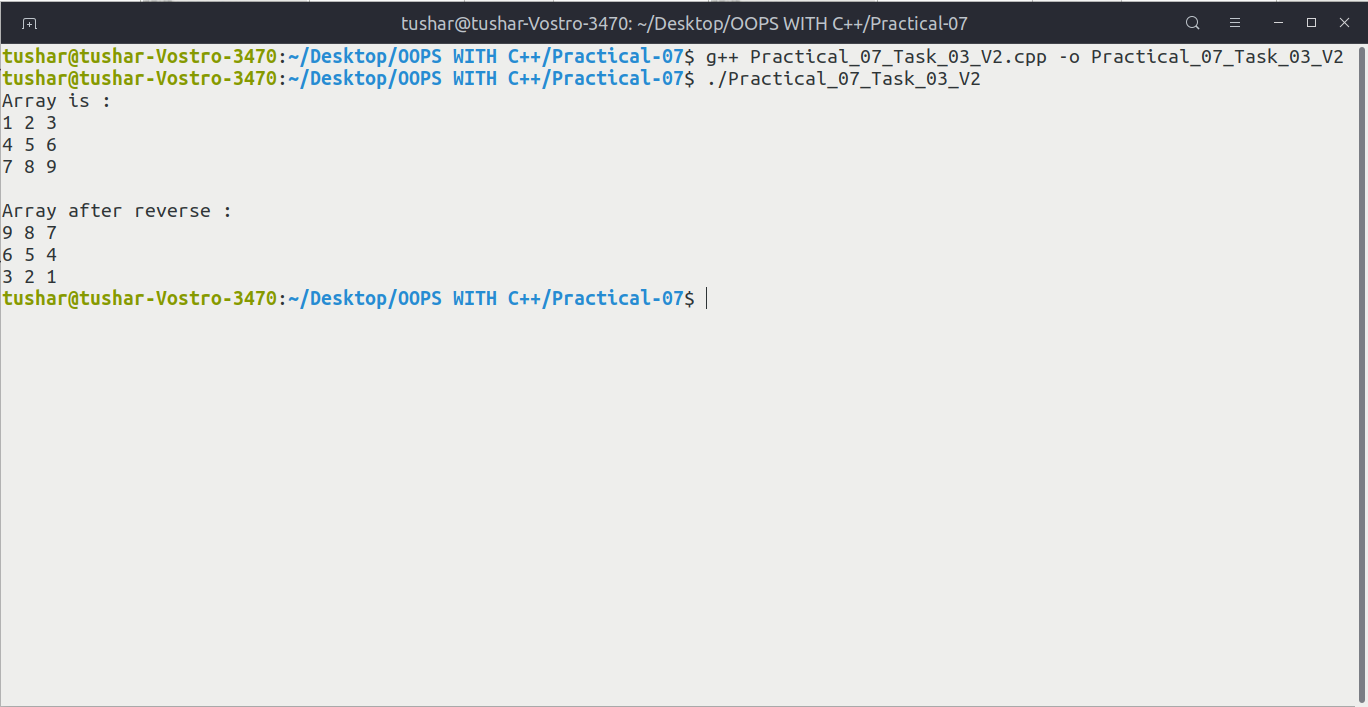 tushar@tushar-Vostro-3470: ~/Desktop/OOPS WITH C++/Practical-07
tushar@tushar-Vostro-3470:~/Desktop/OOPS WITH C++/Practical-07$ g++ Practical_07_Task_03_V2.cpp -o Practical_07_Task_03_V2
tushar@tushar-Vostro-3470:~/Desktop/OOPS WITH C++/Practical-07$ ./Practical_07_Task_03_V2
Array is :
1 2 3
4 5 6
7 8 9

Array after reverse :
9 8 7
6 5 4
3 2 1
tushar@tushar-Vostro-3470:~/Desktop/OOPS WITH C++/Practical-07$